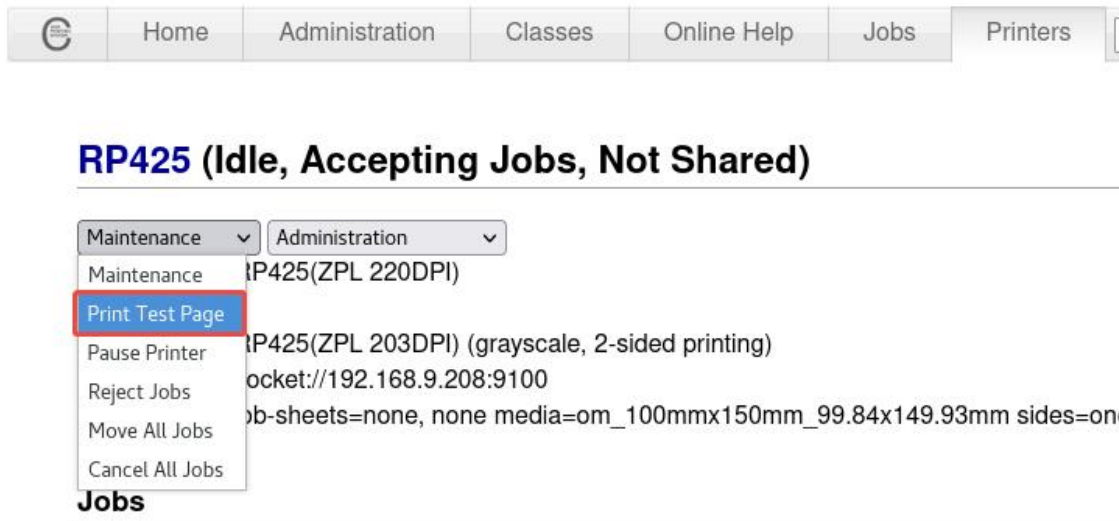 Home Administration Classes Online Help Jobs Printers
RP425 (Idle, Accepting Jobs, Not Shared)
Maintenance Administration
Maintenance RP425(ZPL 220DPI)
Print Test Page
Pause Printer RP425(ZPL 203DPI) (grayscale, 2-sided printing)
Reject Jobs ocket://192.168.9.208:9100
Move All Jobs ob-sheets=none, none media=om_100mmx150mm_99.84x149.93mm sides=on
Cancel All Jobs
Jobs